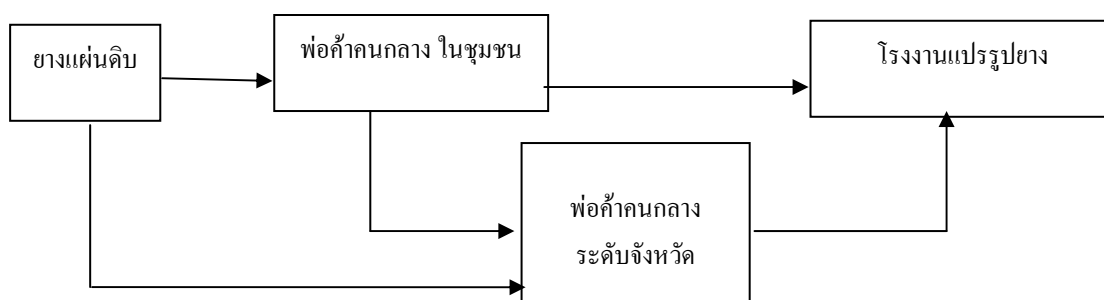 ยางแผ่นดิบ
พ่อค้าคนกลาง ในชุมชน
โรงงานแปรรูปยาง
พ่อค้าคนกลาง
ระดับจังหวัด